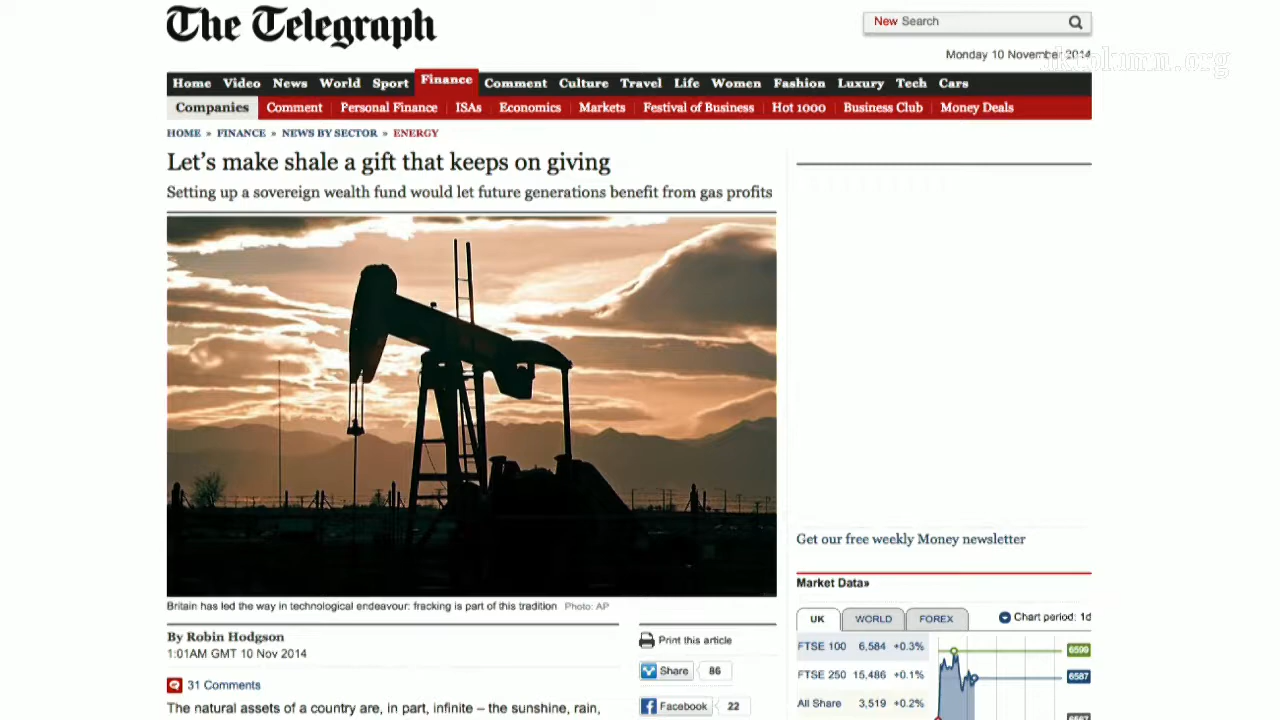 The Telegraph
New Search
Monday 10 November 2014
Home Video News World Sport Finance Comment Culture Travel Life Women Fashion Luxury Tech Cars
Companies Comment Personal Finance ISAs Economics Markets Festival of Business Hot 1000 Business Club Money Deals
HOME » FINANCE » NEWS BY SECTOR » ENERGY
Let's make shale a gift that keeps on giving
Setting up a sovereign wealth fund would let future generations benefit from gas profits
Britain has led the way in technological endeavour: fracking is part of this tradition Photo: AP
By Robin Hodgson
1:01AM GMT 10 Nov 2014
31 Comments
The natural assets of a country are, in part, infinite – the sunshine, rain,
Print this article
Share 86
Facebook 22
Get our free weekly Money newsletter
Market Data»
UK WORLD FOREX Chart period: 1d
FTSE 100 6,584 +0.3%
FTSE 250 15,486 +0.1%
All Share 3,519 +0.2%
6599
6587